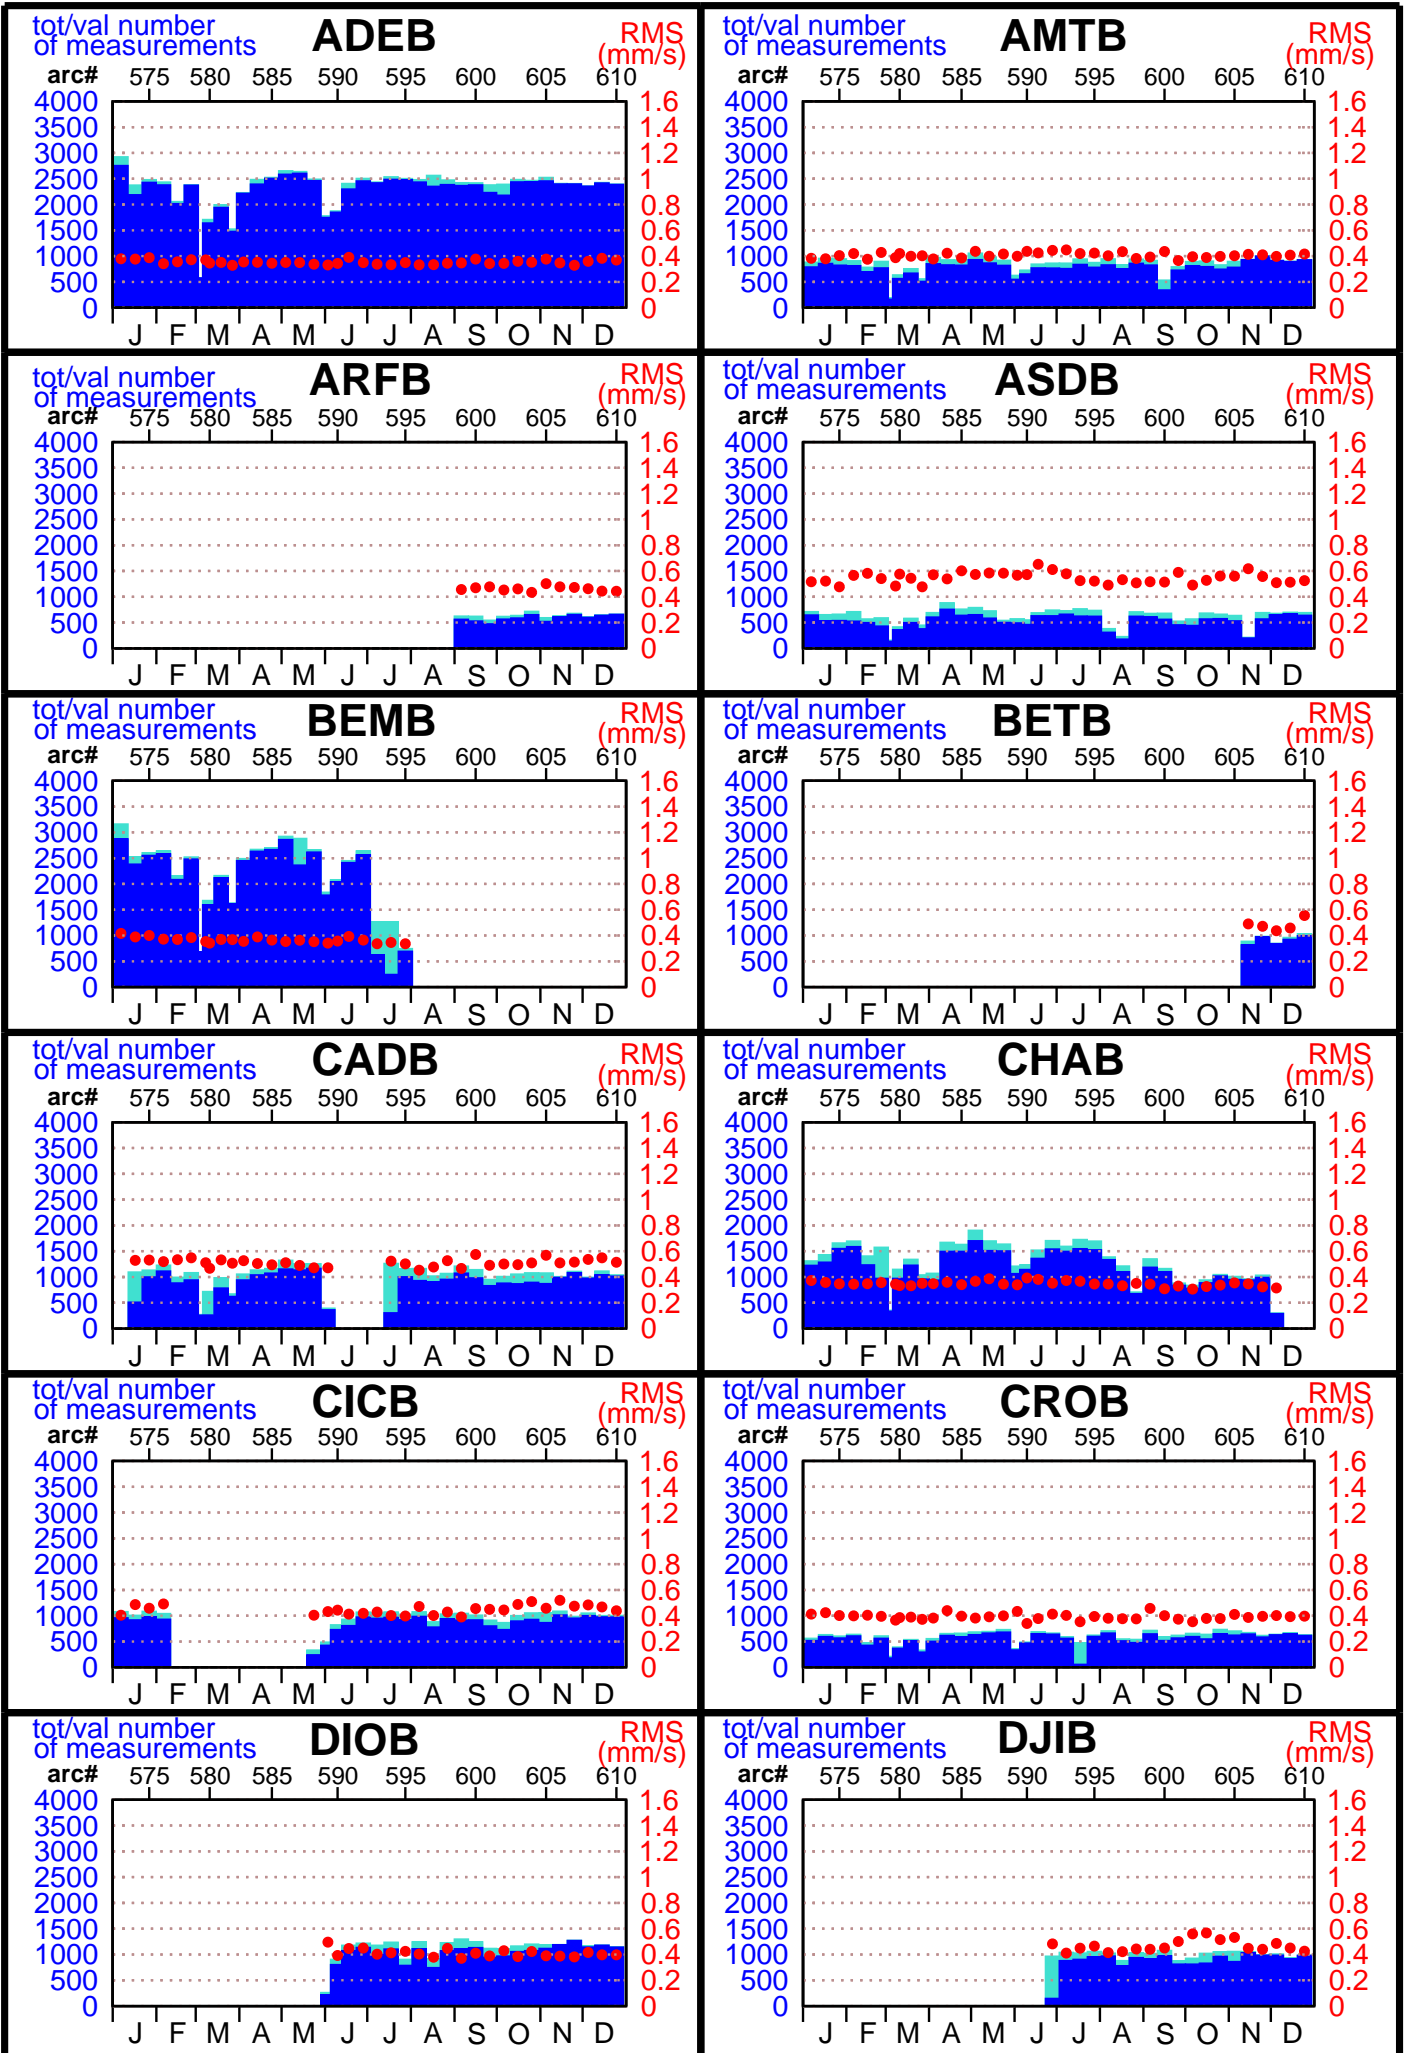 tot/val number
of measurements
ADEB
RMS
(mm/s)
arc# 575 580 585 590 595 600 605 610
4000 1.6
3500 1.4
3000 1.2
2500 1
2000 0.8
1500 0.6
1000 0.4
500 0.2
0 0
J F M A M J J A S O N D
tot/val number
of measurements
AMTB
RMS
(mm/s)
arc# 575 580 585 590 595 600 605 610
4000 1.6
3500 1.4
3000 1.2
2500 1
2000 0.8
1500 0.6
1000 0.4
500 0.2
0 0
J F M A M J J A S O N D
tot/val number
of measurements
ARFB
RMS
(mm/s)
arc# 575 580 585 590 595 600 605 610
4000 1.6
3500 1.4
3000 1.2
2500 1
2000 0.8
1500 0.6
1000 0.4
500 0.2
0 0
J F M A M J J A S O N D
tot/val number
of measurements
ASDB
RMS
(mm/s)
arc# 575 580 585 590 595 600 605 610
4000 1.6
3500 1.4
3000 1.2
2500 1
2000 0.8
1500 0.6
1000 0.4
500 0.2
0 0
J F M A M J J A S O N D
tot/val number
of measurements
BEMB
RMS
(mm/s)
arc# 575 580 585 590 595 600 605 610
4000 1.6
3500 1.4
3000 1.2
2500 1
2000 0.8
1500 0.6
1000 0.4
500 0.2
0 0
J F M A M J J A S O N D
tot/val number
of measurements
BETB
RMS
(mm/s)
arc# 575 580 585 590 595 600 605 610
4000 1.6
3500 1.4
3000 1.2
2500 1
2000 0.8
1500 0.6
1000 0.4
500 0.2
0 0
J F M A M J J A S O N D
tot/val number
of measurements
CADB
RMS
(mm/s)
arc# 575 580 585 590 595 600 605 610
4000 1.6
3500 1.4
3000 1.2
2500 1
2000 0.8
1500 0.6
1000 0.4
500 0.2
0 0
J F M A M J J A S O N D
tot/val number
of measurements
CHAB
RMS
(mm/s)
arc# 575 580 585 590 595 600 605 610
4000 1.6
3500 1.4
3000 1.2
2500 1
2000 0.8
1500 0.6
1000 0.4
500 0.2
0 0
J F M A M J J A S O N D
tot/val number
of measurements
CICB
RMS
(mm/s)
arc# 575 580 585 590 595 600 605 610
4000 1.6
3500 1.4
3000 1.2
2500 1
2000 0.8
1500 0.6
1000 0.4
500 0.2
0 0
J F M A M J J A S O N D
tot/val number
of measurements
CROB
RMS
(mm/s)
arc# 575 580 585 590 595 600 605 610
4000 1.6
3500 1.4
3000 1.2
2500 1
2000 0.8
1500 0.6
1000 0.4
500 0.2
0 0
J F M A M J J A S O N D
tot/val number
of measurements
DIOB
RMS
(mm/s)
arc# 575 580 585 590 595 600 605 610
4000 1.6
3500 1.4
3000 1.2
2500 1
2000 0.8
1500 0.6
1000 0.4
500 0.2
0 0
J F M A M J J A S O N D
tot/val number
of measurements
DJIB
RMS
(mm/s)
arc# 575 580 585 590 595 600 605 610
4000 1.6
3500 1.4
3000 1.2
2500 1
2000 0.8
1500 0.6
1000 0.4
500 0.2
0 0
J F M A M J J A S O N D